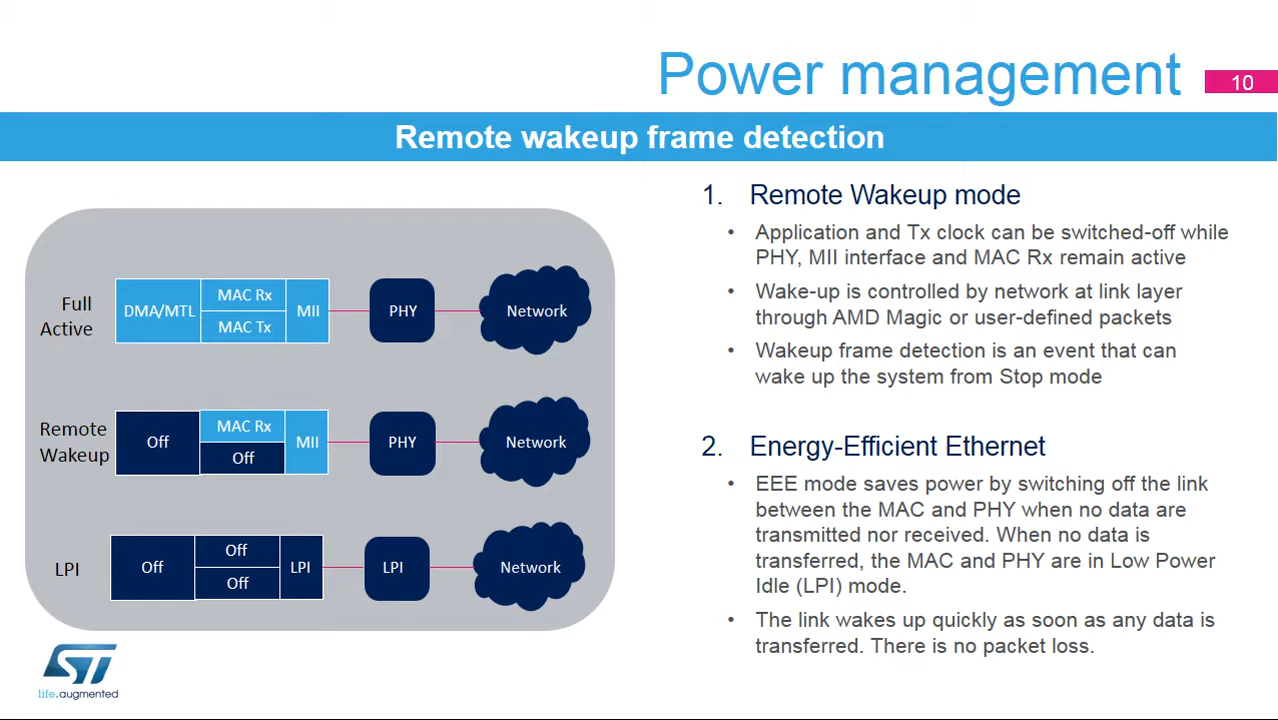 Power management
10
Remote wakeup frame detection
Full
Active
DMA/MTL
MAC Rx
MAC Tx
MII
PHY
Network
Remote
Wakeup
Off
MAC Rx
Off
MII
PHY
Network
LPI
Off
Off
Off
LPI
LPI
Network
1. Remote Wakeup mode
• Application and Tx clock can be switched-off while
PHY, MII interface and MAC Rx remain active
• Wake-up is controlled by network at link layer
through AMD Magic or user-defined packets
• Wakeup frame detection is an event that can
wake up the system from Stop mode
2. Energy-Efficient Ethernet
• EEE mode saves power by switching off the link
between the MAC and PHY when no data are
transmitted nor received. When no data is
transferred, the MAC and PHY are in Low Power
Idle (LPI) mode.
• The link wakes up quickly as soon as any data is
transferred. There is no packet loss.
ST
life.augmented